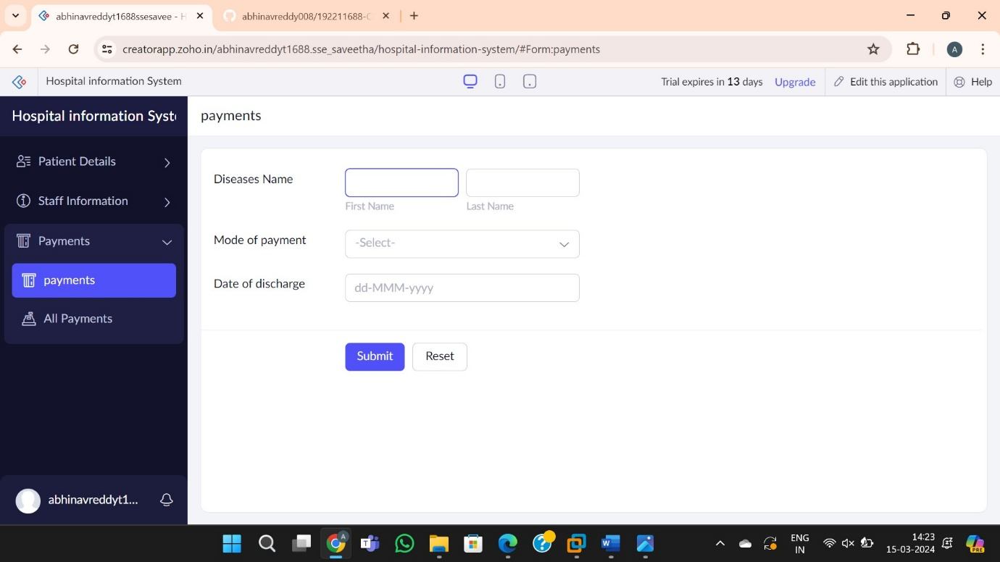 abhinavreddyt1688ssesavee - H
abhinavreddy008/192211688-C
creatorapp.zoho.in/abhinavreddyt1688.sse_saveetha/hospital-information-system/#Form:payments
A
Hospital information System
Trial expires in 13 days
Upgrade
Edit this application
Help
Hospital information Syste
payments
Patient Details
Staff Information
Payments
payments
All Payments
Diseases Name
First Name
Last Name
Mode of payment
-Select-
Date of discharge
dd-MMM-yyyy
Submit
Reset
abhinavreddyt1...
A
T
W
ENG
IN
14:23
15-03-2024
PRE